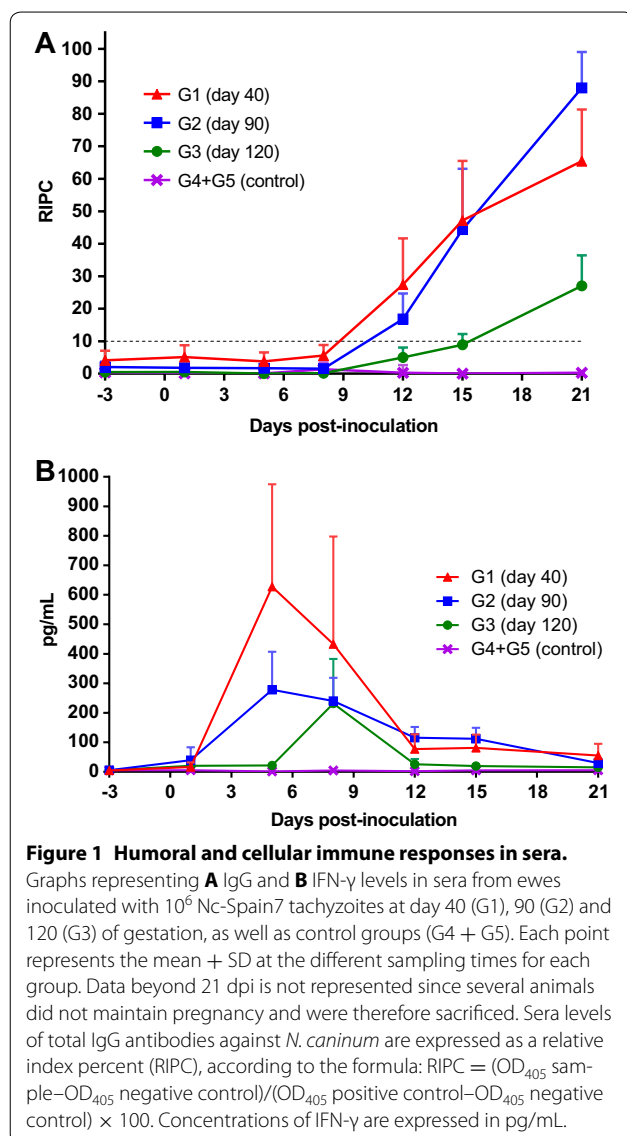 A
100
90
80
70
60
50
40
30
20
10
0
RIPC
G1 (day 40)
G2 (day 90)
G3 (day 120)
G4+G5 (control)
-3 0 3 6 9 12 15 18 21
Days post-inoculation
B
1000
900
800
700
600
500
400
300
200
100
0
pg/mL
G1 (day 40)
G2 (day 90)
G3 (day 120)
G4+G5 (control)
-3 0 3 6 9 12 15 18 21
Days post-inoculation
Figure 1 Humoral and cellular immune responses in sera.
Graphs representing A IgG and B IFN-γ levels in sera from ewes
inoculated with 10⁶ Nc-Spain7 tachyzoites at day 40 (G1), 90 (G2) and
120 (G3) of gestation, as well as control groups (G4 + G5). Each point
represents the mean + SD at the different sampling times for each
group. Data beyond 21 dpi is not represented since several animals
did not maintain pregnancy and were therefore sacrificed. Sera levels
of total IgG antibodies against N. caninum are expressed as a relative
index percent (RIPC), according to the formula: RIPC = (OD₄₀₅ sam-
ple–OD₄₀₅ negative control)/(OD₄₀₅ positive control–OD₄₀₅ negative
control) × 100. Concentrations of IFN-γ are expressed in pg/mL.